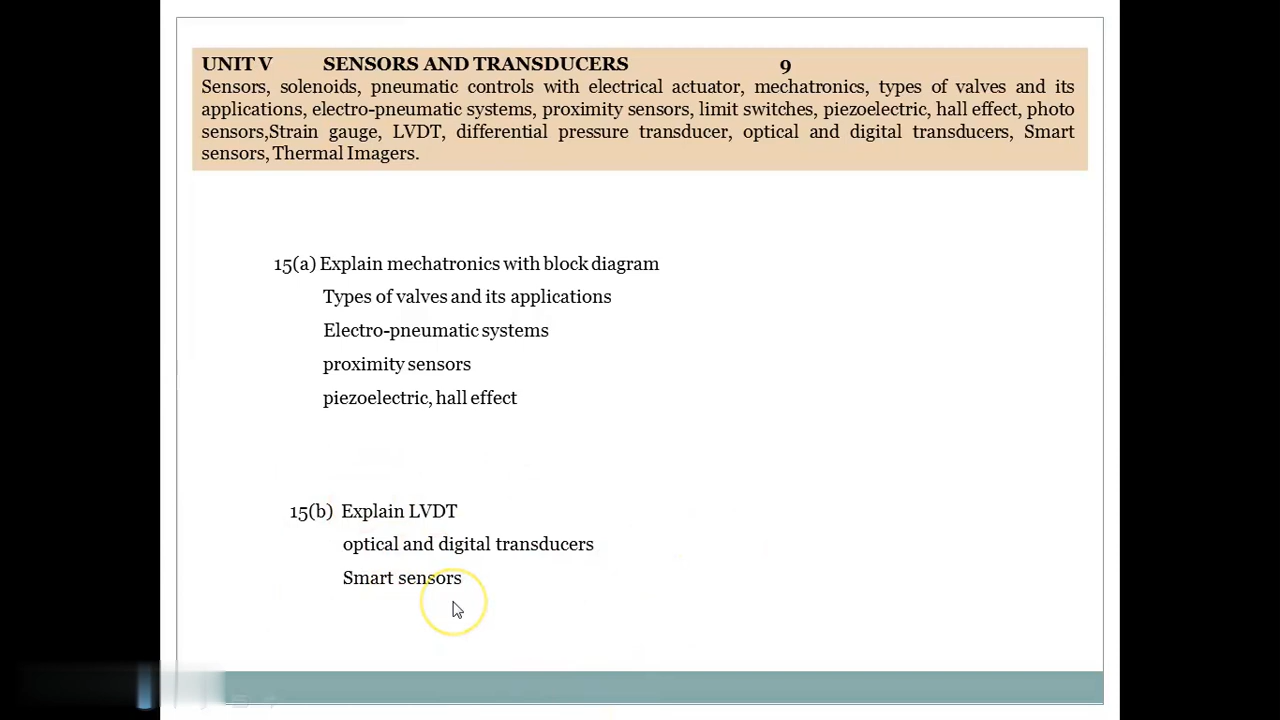 UNIT V SENSORS AND TRANSDUCERS 9
Sensors, solenoids, pneumatic controls with electrical actuator, mechatronics, types of valves and its
applications, electro-pneumatic systems, proximity sensors, limit switches, piezoelectric, hall effect, photo
sensors,Strain gauge, LVDT, differential pressure transducer, optical and digital transducers, Smart
sensors, Thermal Imagers.
15(a) Explain mechatronics with block diagram
Types of valves and its applications
Electro-pneumatic systems
proximity sensors
piezoelectric, hall effect
15(b) Explain LVDT
optical and digital transducers
Smart sensors